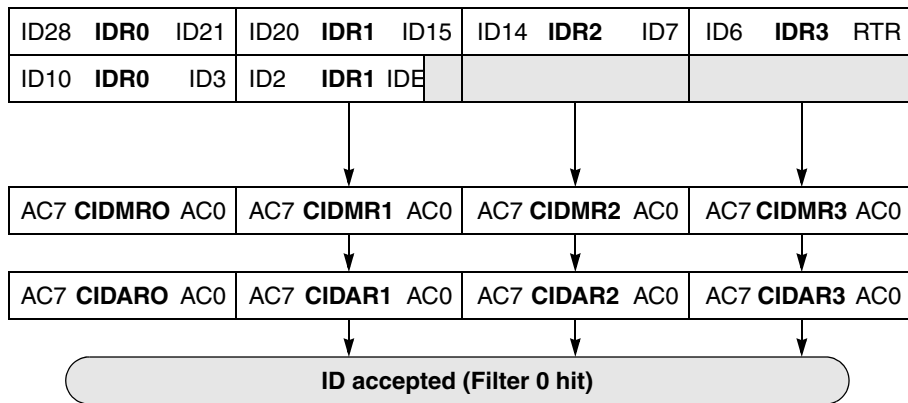 ID28 IDR0 ID21 ID20 IDR1 ID15 ID14 IDR2 ID7 ID6 IDR3 RTR
ID10 IDR0 ID3 ID2 IDR1 IDE
AC7 CIDMRO AC0 AC7 CIDMR1 AC0 AC7 CIDMR2 AC0 AC7 CIDMR3 AC0
AC7 CIDARO AC0 AC7 CIDAR1 AC0 AC7 CIDAR2 AC0 AC7 CIDAR3 AC0
ID accepted (Filter 0 hit)